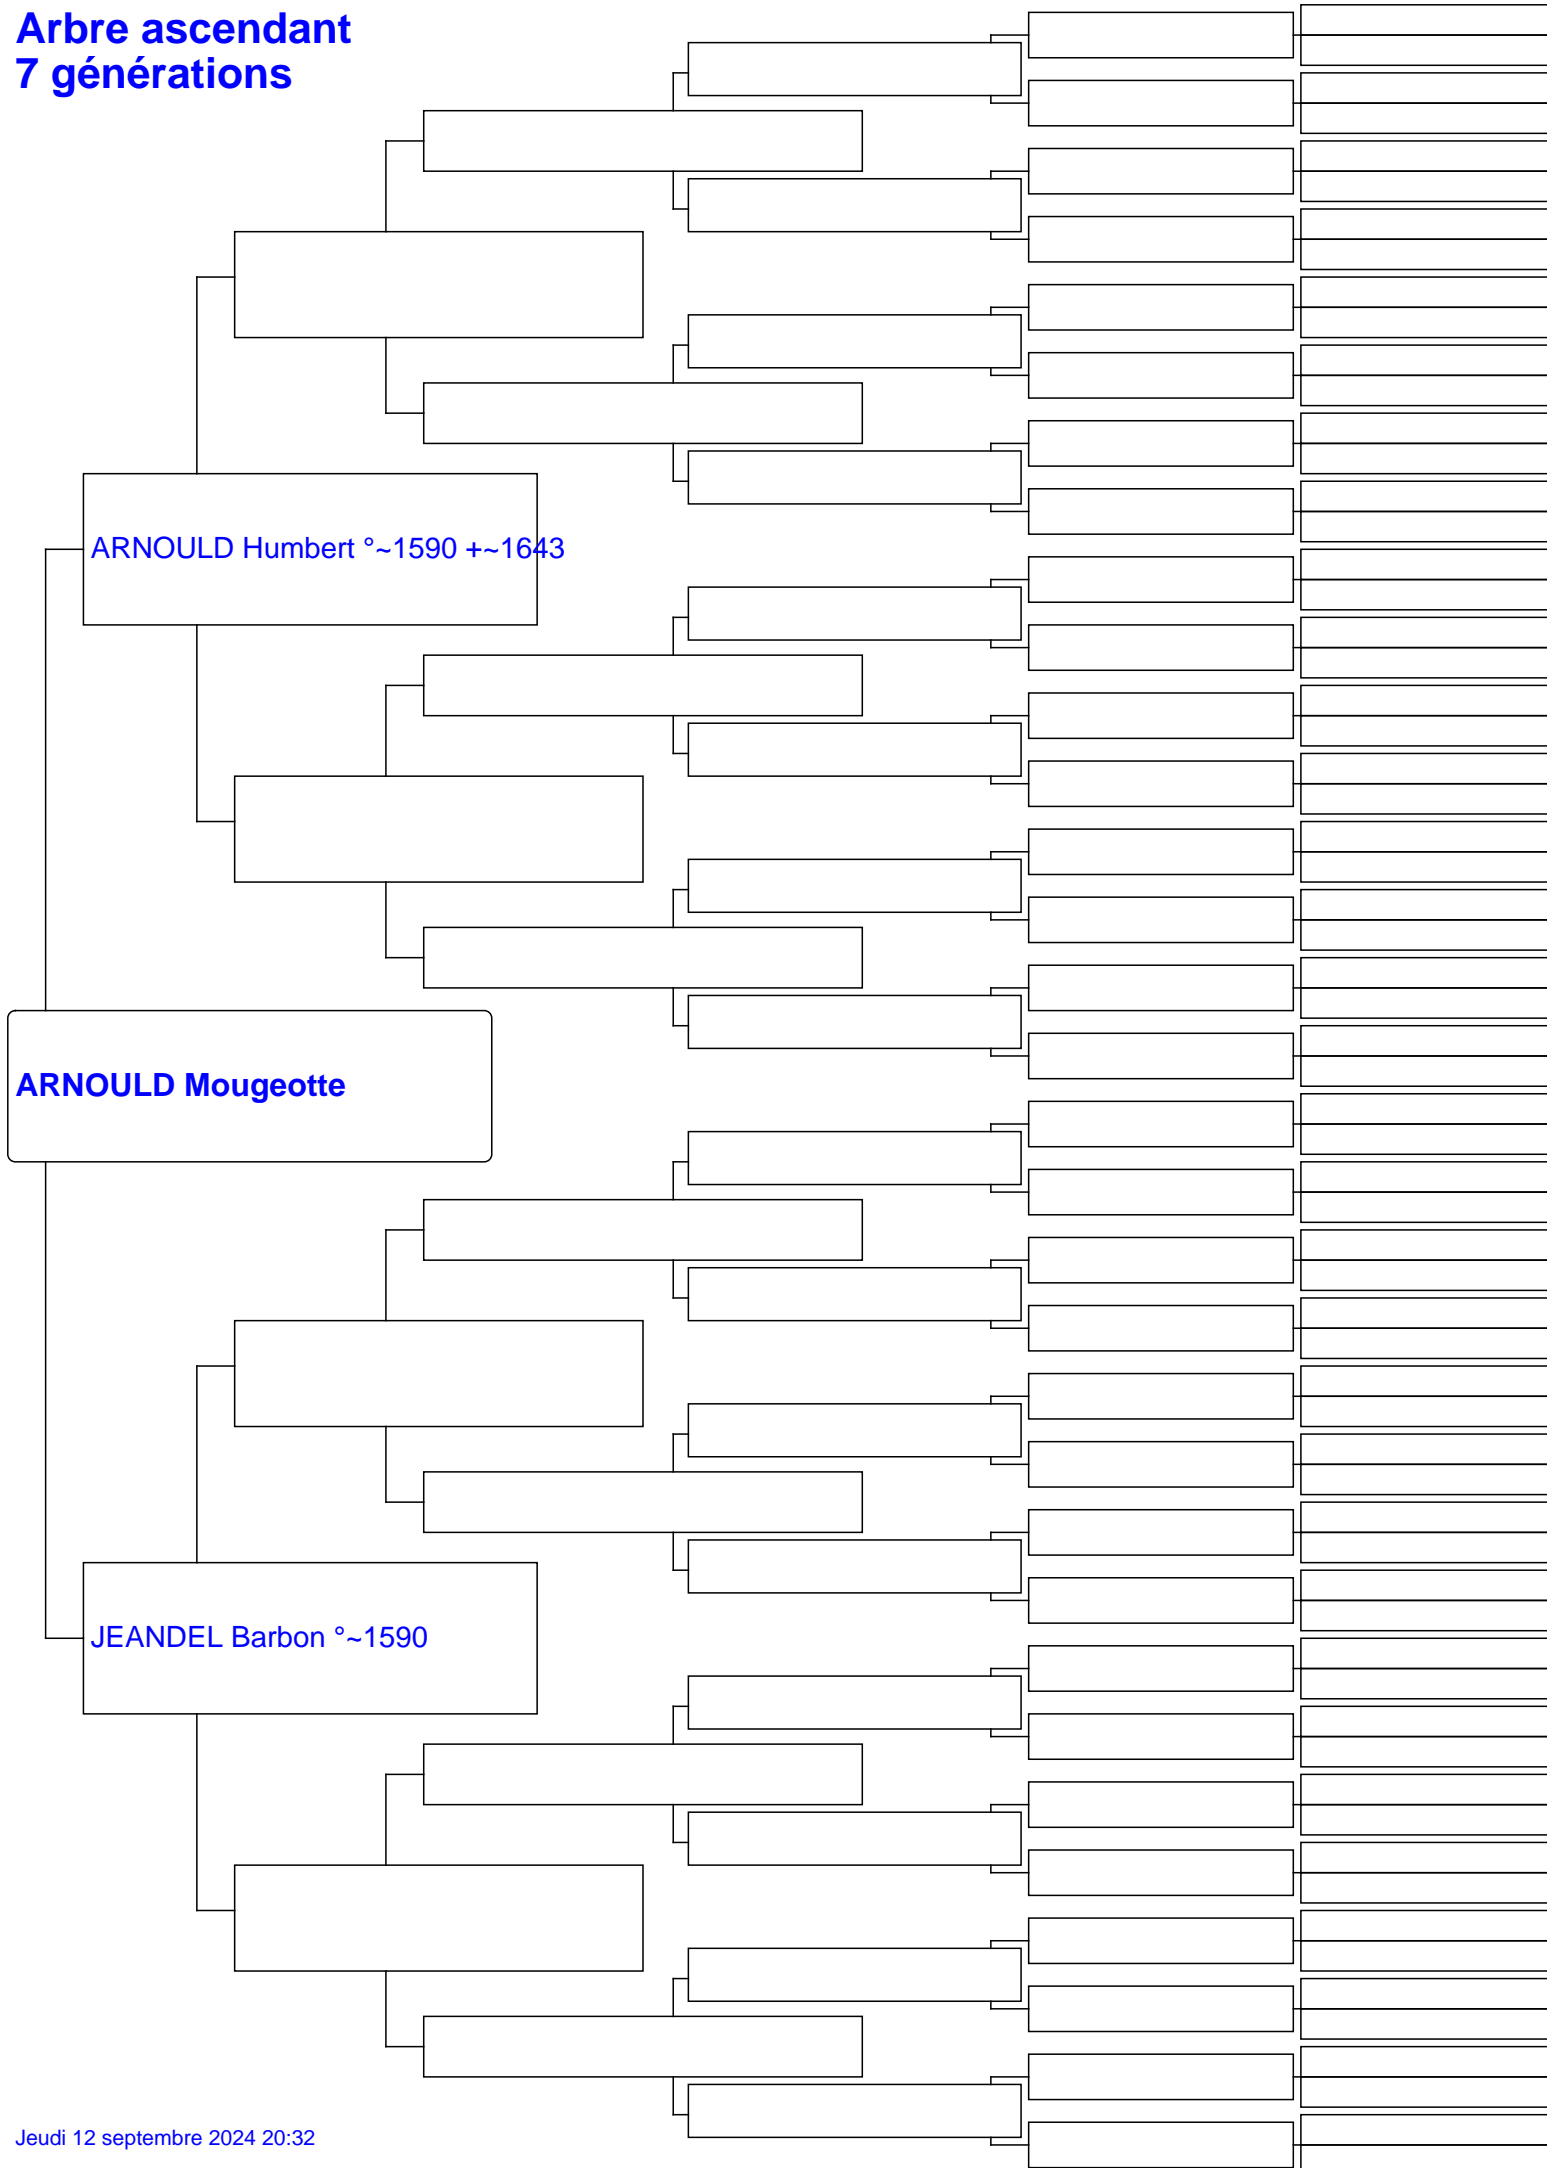 Arbre ascendant
7 générations
ARNOULD Humbert °~1590 +~1643
ARNOULD Mougeotte
JEANDEL Barbon °~1590
Jeudi 12 septembre 2024 20:32